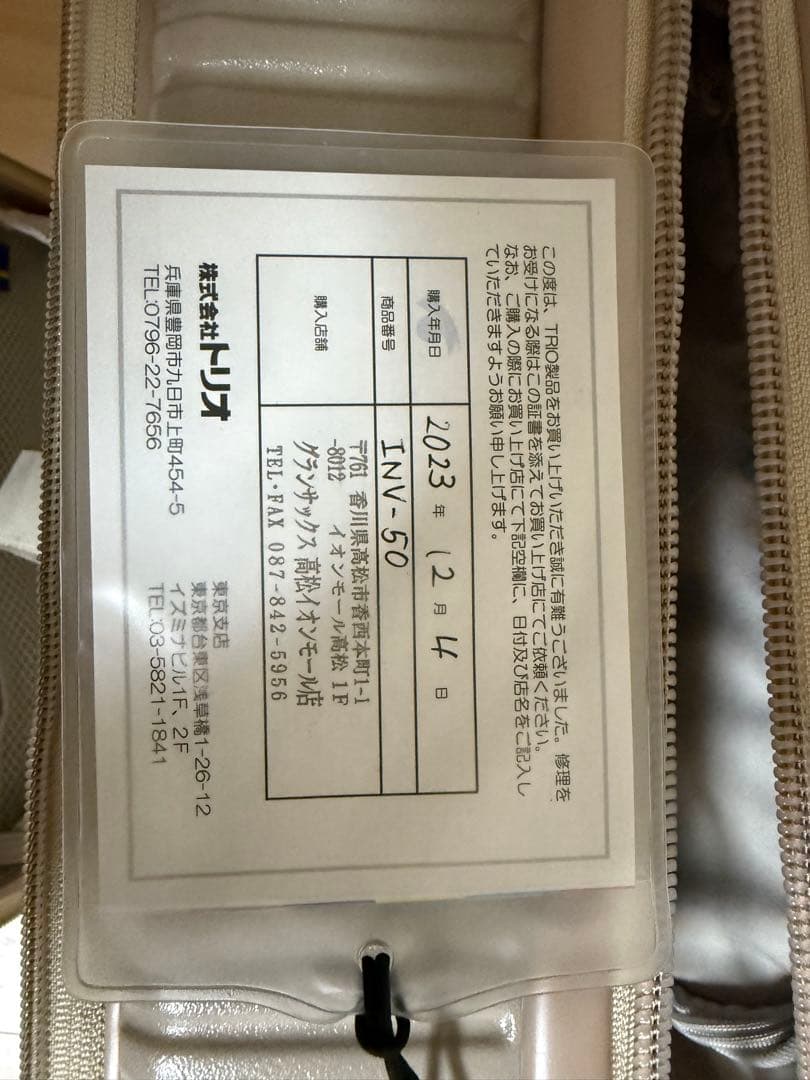 この度は、TRIO製品をお買い上げいただき誠に有難うございました。修理を
お受けになる際はこの証書を添えてお買い上げ店にてご依頼ください。
なお、ご購入の際にお買い上げ店にて下記空欄に、日付及び店名をご記入し
ていただきますようお願い申し上げます。
購入年月日 2023年12月4日
商品番号 INV-50
購入店舗
〒761 香川県高松市香西本町1-1
-8012 イオンモール高松1F
グランサックス 高松イオンモール店
TEL・FAX 087-842-5956
株式会社トリオ
兵庫県豊岡市九日市上町454-5
TEL:0796-22-7656
東京支店
東京都台東区浅草橋1-26-12
イズミナビル1F、2F
TEL:03-5821-1841